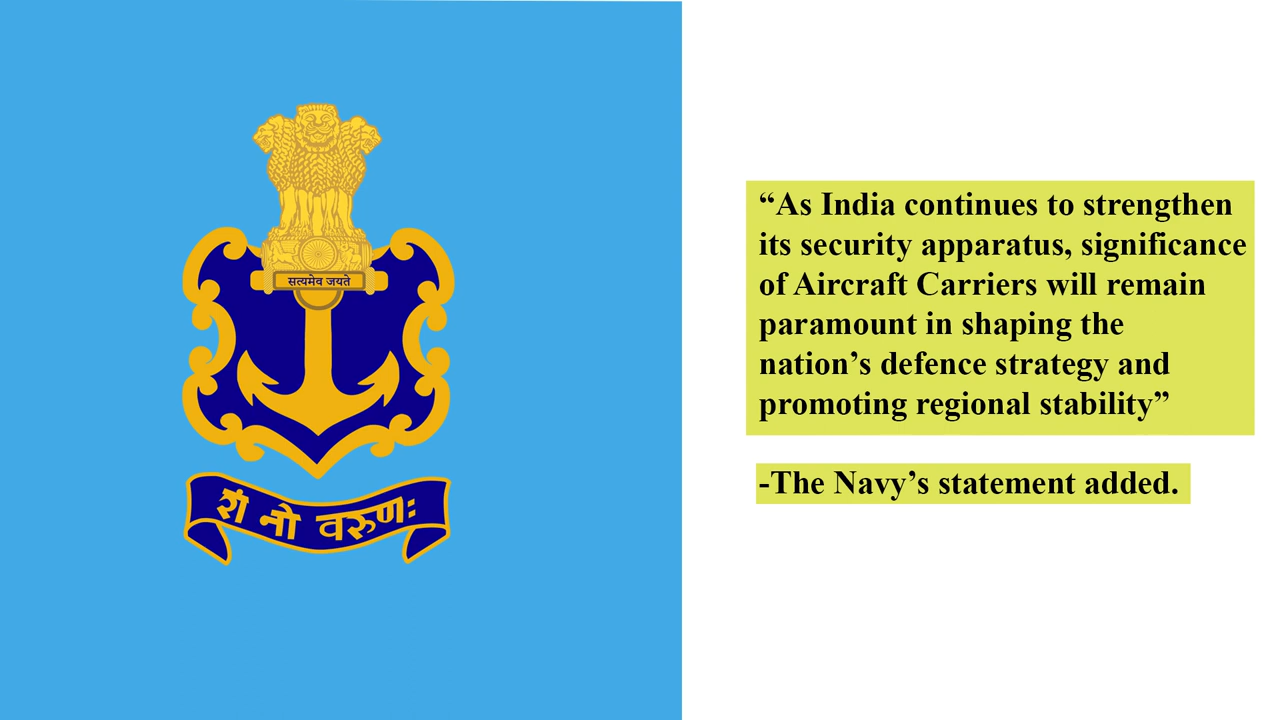 सत्यमेव जयते
शं नो वरुणः
“As India continues to strengthen
its security apparatus, significance
of Aircraft Carriers will remain
paramount in shaping the
nation’s defence strategy and
promoting regional stability”
-The Navy’s statement added.